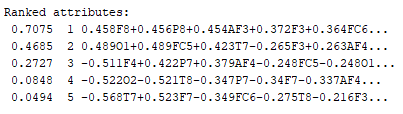 Ranked attributes:
0.7075 1 0.458F8+0.456P8+0.454AF3+0.372F3+0.364FC6...
0.4685 2 0.489O1+0.489FC5+0.423T7-0.265F3+0.263AF4...
0.2727 3 -0.511F4+0.422P7+0.379AF4-0.248FC5-0.248O1...
0.0848 4 -0.522O2-0.521T8-0.347P7-0.34F7-0.337AF4...
0.0494 5 -0.568T7+0.523F7-0.349FC6-0.275T8-0.216F3...